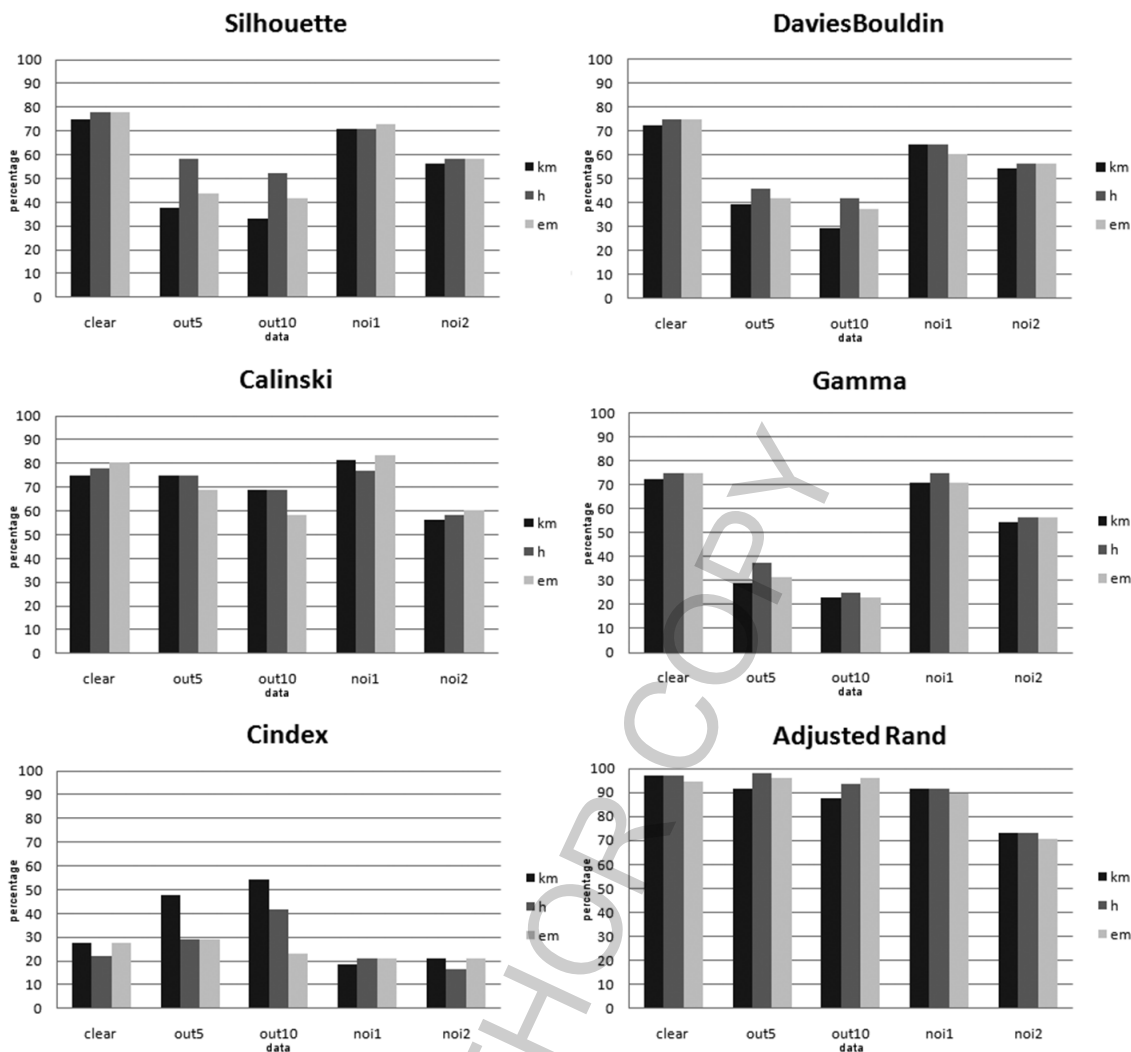 Silhouette
100
90
80
70
60
50
40
30
20
10
0
percentage
clear out5 out10 noi1 noi2
data
km
h
em
DaviesBouldin
100
90
80
70
60
50
40
30
20
10
0
percentage
clear out5 out10 noi1 noi2
data
km
h
em
Calinski
100
90
80
70
60
50
40
30
20
10
0
percentage
clear out5 out10 noi1 noi2
data
km
h
em
Gamma
100
90
80
70
60
50
40
30
20
10
0
percentage
clear out5 out10 noi1 noi2
data
km
h
em
Cindex
100
90
80
70
60
50
40
30
20
10
0
percentage
clear out5 out10 noi1 noi2
data
km
h
em
Adjusted Rand
100
90
80
70
60
50
40
30
20
10
0
percentage
clear out5 out10 noi1 noi2
data
km
h
em
THOR COPY